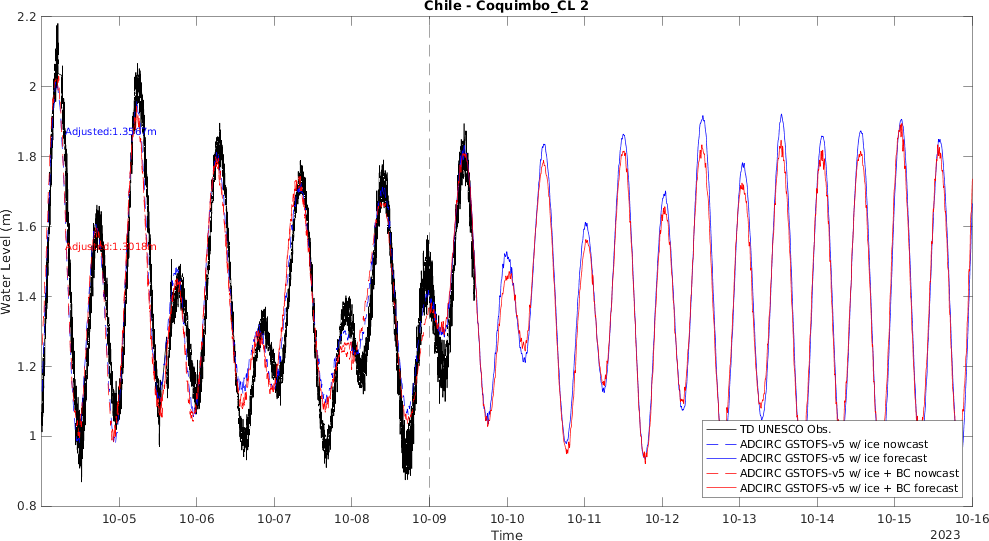 Chile - Coquimbo_CL 2
2.2
2
1.8
1.6
1.4
1.2
1
0.8
Water Level (m)
Adjusted:1.3567m
Adjusted:1.3018m
TD UNESCO Obs.
ADCIRC GSTOFS-v5 w/ ice nowcast
ADCIRC GSTOFS-v5 w/ ice forecast
ADCIRC GSTOFS-v5 w/ ice + BC nowcast
ADCIRC GSTOFS-v5 w/ ice + BC forecast
10-05 10-06 10-07 10-08 10-09 10-10 10-11 10-12 10-13 10-14 10-15 10-16
Time
2023